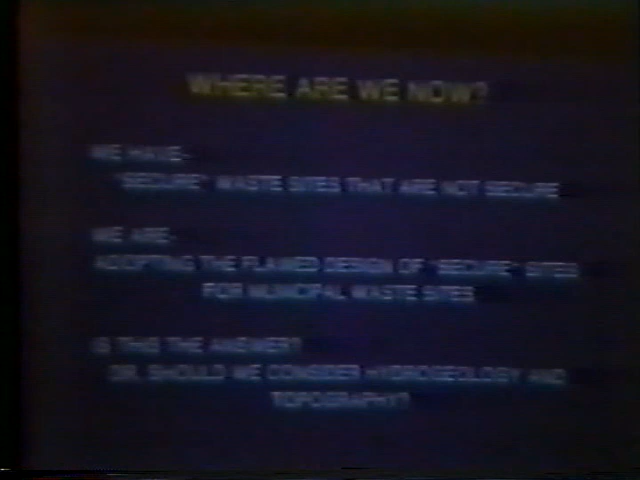 WHERE ARE WE NOW?
WE HAVE-
"SECURE" WASTE SITES THAT ARE NOT SECURE
WE ARE-
ADOPTING THE FLAWED DESIGN OF "SECURE" SITES
FOR MUNICIPAL WASTE SITES
IS THIS THE ANSWER?
OR, SHOULD WE CONSIDER HYDROGEOLOGY AND
TOPOGRAPHY?